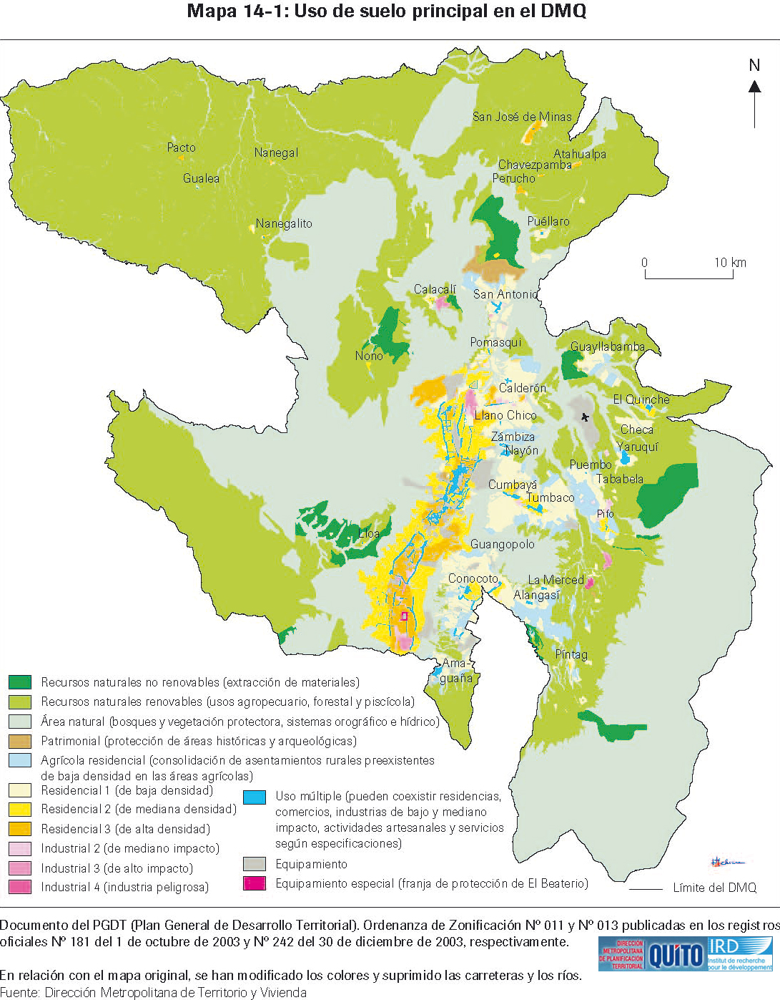 Mapa 14-1: Uso de suelo principal en el DMQ
N
San José de Minas
Pacto
Nanegal
Atahualpa
Chavezpamba
Gualea
Perucho
Nanegalito
Puéllaro
0 10 km
Calacalí
San Antonio
Pomasqui
Guayllabamba
Nono
Calderón
El Quinche
Llano Chico
Checa
Zámbiza
Yaruquí
Nayón
Puembo
Tababela
Cumbayá
Tumbaco
Pifo
Lloa
Guangopolo
Conocoto
La Merced
Alangasí
Píntag
Ama-
guaña
Recursos naturales no renovables (extracción de materiales)
Recursos naturales renovables (usos agropecuario, forestal y piscícola)
Área natural (bosques y vegetación protectora, sistemas orográfico e hídrico)
Patrimonial (protección de áreas históricas y arqueológicas)
Agrícola residencial (consolidación de asentamientos rurales preexistentes
de baja densidad en las áreas agrícolas)
Residencial 1 (de baja densidad)
Residencial 2 (de mediana densidad)
Residencial 3 (de alta densidad)
Industrial 2 (de mediano impacto)
Industrial 3 (de alto impacto)
Industrial 4 (industria peligrosa)
Uso múltiple (pueden coexistir residencias,
comercios, industrias de bajo y mediano
impacto, actividades artesanales y servicios
según especificaciones)
Equipamiento
Equipamiento especial (franja de protección de El Beaterio)
Límite del DMQ
Documento del PGDT (Plan General de Desarrollo Territorial). Ordenanza de Zonificación Nº 011 y Nº 013 publicadas en los registros
oficiales Nº 181 del 1 de octubre de 2003 y Nº 242 del 30 de diciembre de 2003, respectivamente.
DIRECCIÓN
METROPOLITANA
DE PLANIFICACIÓN
TERRITORIAL
QUITO
IRD
Institut de recherche
pour le développement
En relación con el mapa original, se han modificado los colores y suprimido las carreteras y los ríos.
Fuente: Dirección Metropolitana de Territorio y Vivienda